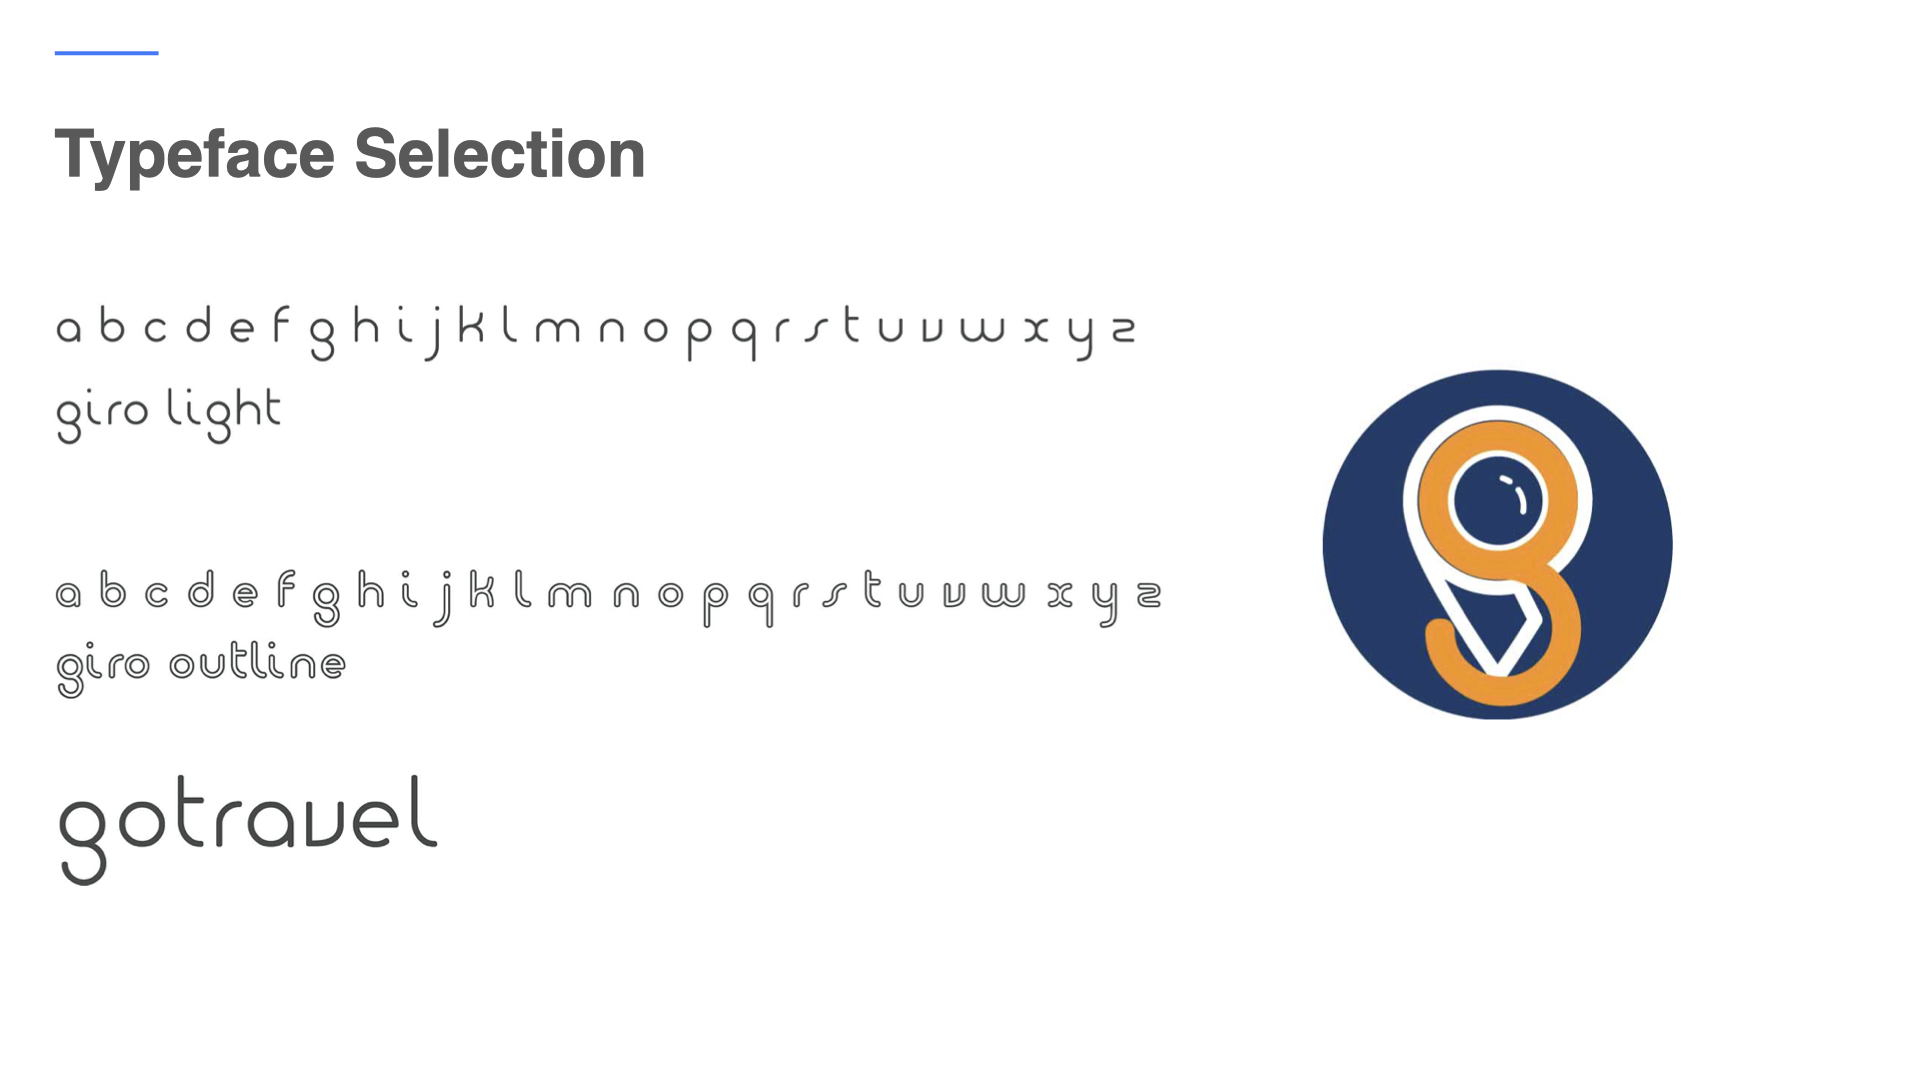 Typeface Selection
a b c d e f g h i j k l m n o p q r s t u v w x y z
giro light
a b c d e f g h i j k l m n o p q r s t u v w x y z
giro outline
gotravel
g